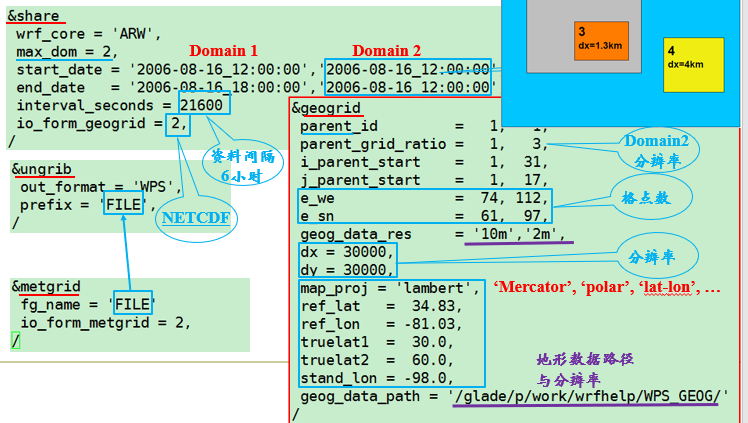 &share
wrf_core = 'ARW',
max_dom = 2,
Domain 1
Domain 2
start_date = '2006-08-16_12:00:00','2006-08-16_12:00:00'
end_date = '2006-08-16_18:00:00','2006-08-16_12:00:00'
interval_seconds = 21600
io_form_geogrid = 2,
/
资料间隔
6小时
NETCDF
&ungrib
out_format = 'WPS',
prefix = 'FILE',
/
&metgrid
fg_name = 'FILE'
io_form_metgrid = 2,
/
3
dx=1.3km
4
dx=4km
&geogrid
parent_id = 1, 1,
parent_grid_ratio = 1, 3,
i_parent_start = 1, 31,
j_parent_start = 1, 17,
e_we = 74, 112,
e_sn = 61, 97,
geog_data_res = '10m','2m',
dx = 30000,
dy = 30000,
map_proj = 'lambert',
ref_lat = 34.83,
ref_lon = -81.03,
truelat1 = 30.0,
truelat2 = 60.0,
stand_lon = -98.0,
geog_data_path = '/glade/p/work/wrfhelp/WPS_GEOG/'
/
Domain2
分辨率
格点数
分辨率
‘Mercator’, ‘polar’, ‘lat-lon’, …
地形数据路径
与分辨率